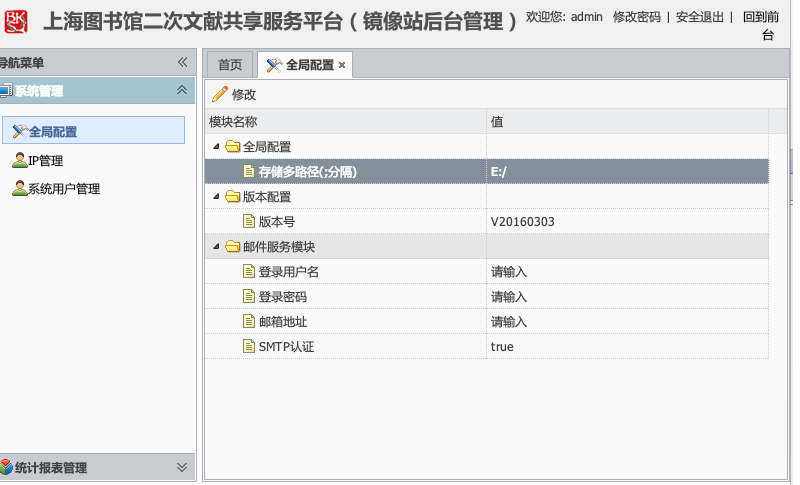 上海图书馆二次文献共享服务平台（镜像站后台管理）
欢迎您: admin 修改密码 | 安全退出 | 回到前台
导航菜单
系统管理
全局配置
IP管理
系统用户管理
统计报表管理
首页 全局配置
修改
模块名称 值
全局配置
存储多路径(;分隔) E:/
版本配置
版本号 V20160303
邮件服务模块
登录用户名 请输入
登录密码 请输入
邮箱地址 请输入
SMTP认证 true